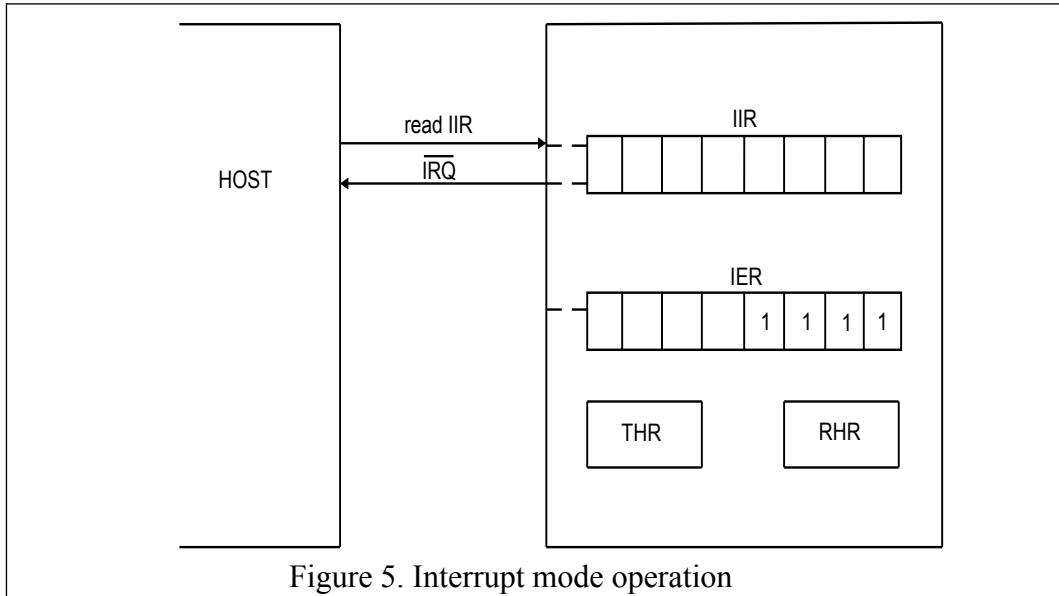 read IIR
IIR
HOST
IRQ
IER
1 1 1 1
THR RHR
Figure 5. Interrupt mode operation